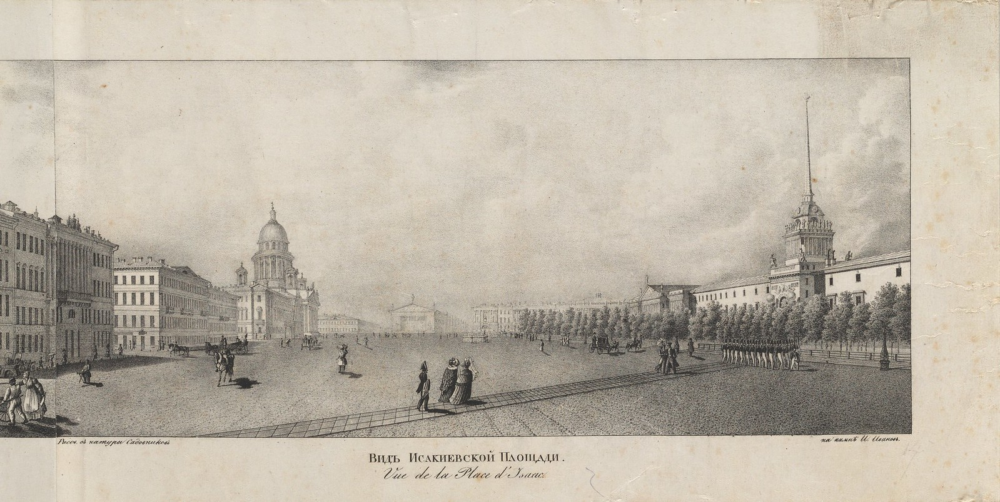 Рисов. съ натуры Садовниковъ
на камнѣ И. Ивановъ.
Видъ Исакиевской Площади.
Vue de la Place d'Isaac.